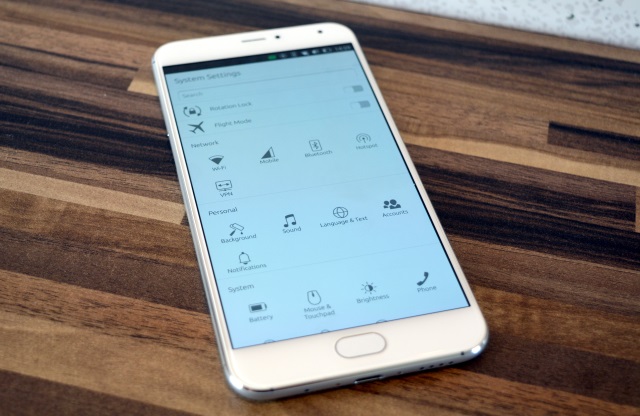 System Settings
Search
Rotation Lock
Flight Mode
Network
Wi-Fi Mobile Bluetooth Hotspot
VPN
Personal
Background Sound Language & Text Accounts
Notifications
System
Battery Mouse & Touchpad Brightness Phone